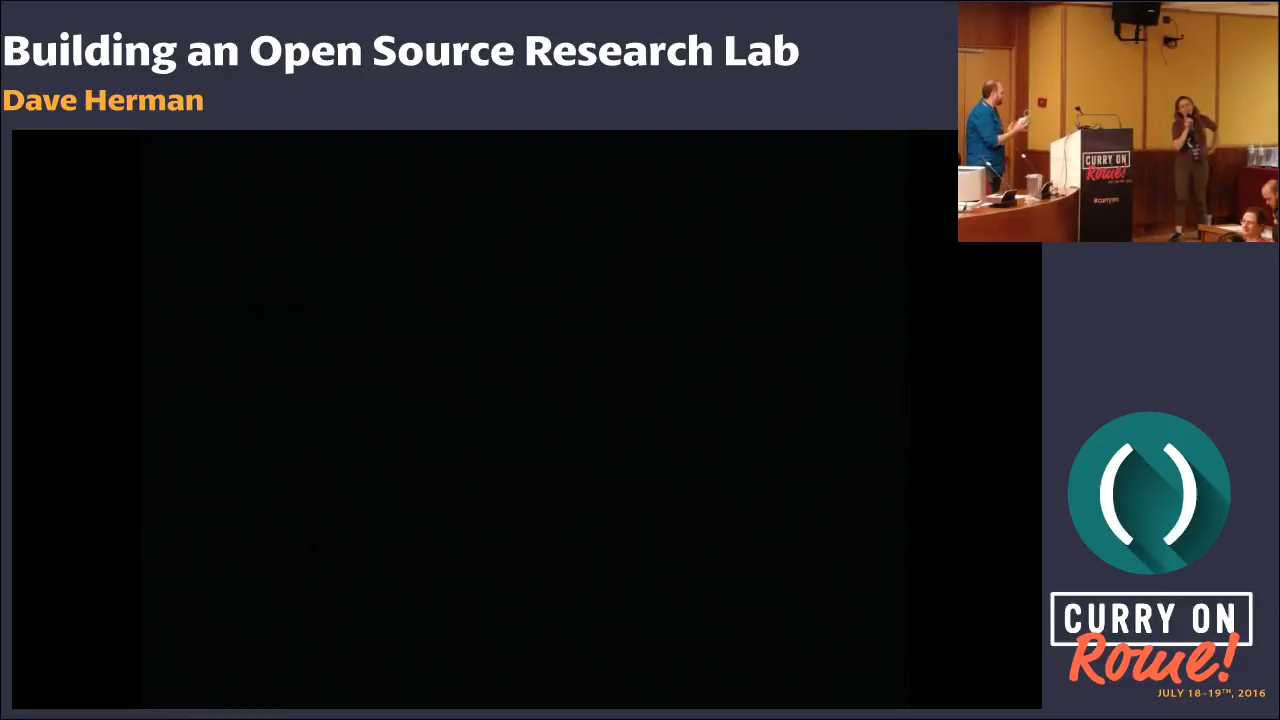 Building an Open Source Research Lab
Dave Herman
CURRY ON
Rome!
#curryon
( )
CURRY ON
Rome!
JULY 18–19TH, 2016